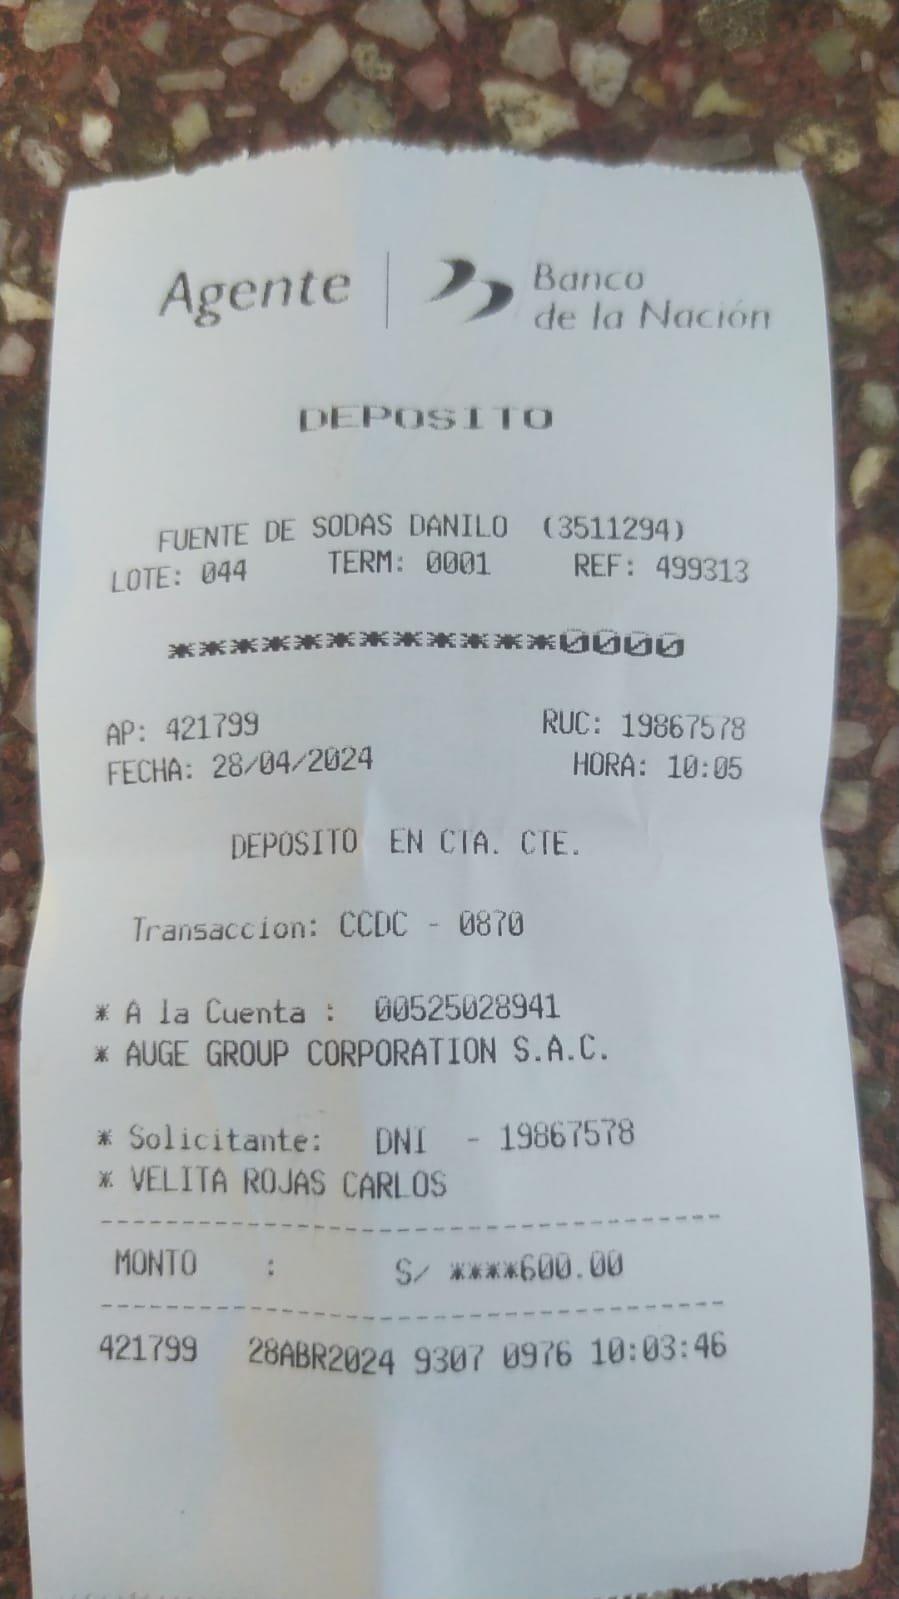 Agente | Banco
de la Nación
DEPOSITO
FUENTE DE SODAS DANILO (3511294)
LOTE: 044 TERM: 0001 REF: 499313
*************0000
AP: 421799 RUC: 19867578
FECHA: 28/04/2024 HORA: 10:05
DEPOSITO EN CTA. CTE.
Transaccion: CCDC - 0870
* A la Cuenta : 00525028941
* AUGE GROUP CORPORATION S.A.C.
* Solicitante: DNI - 19867578
* VELITA ROJAS CARLOS
---------------------------------------
MONTO : S/ ****600.00
---------------------------------------
421799 28ABR2024 9307 0976 10:03:46